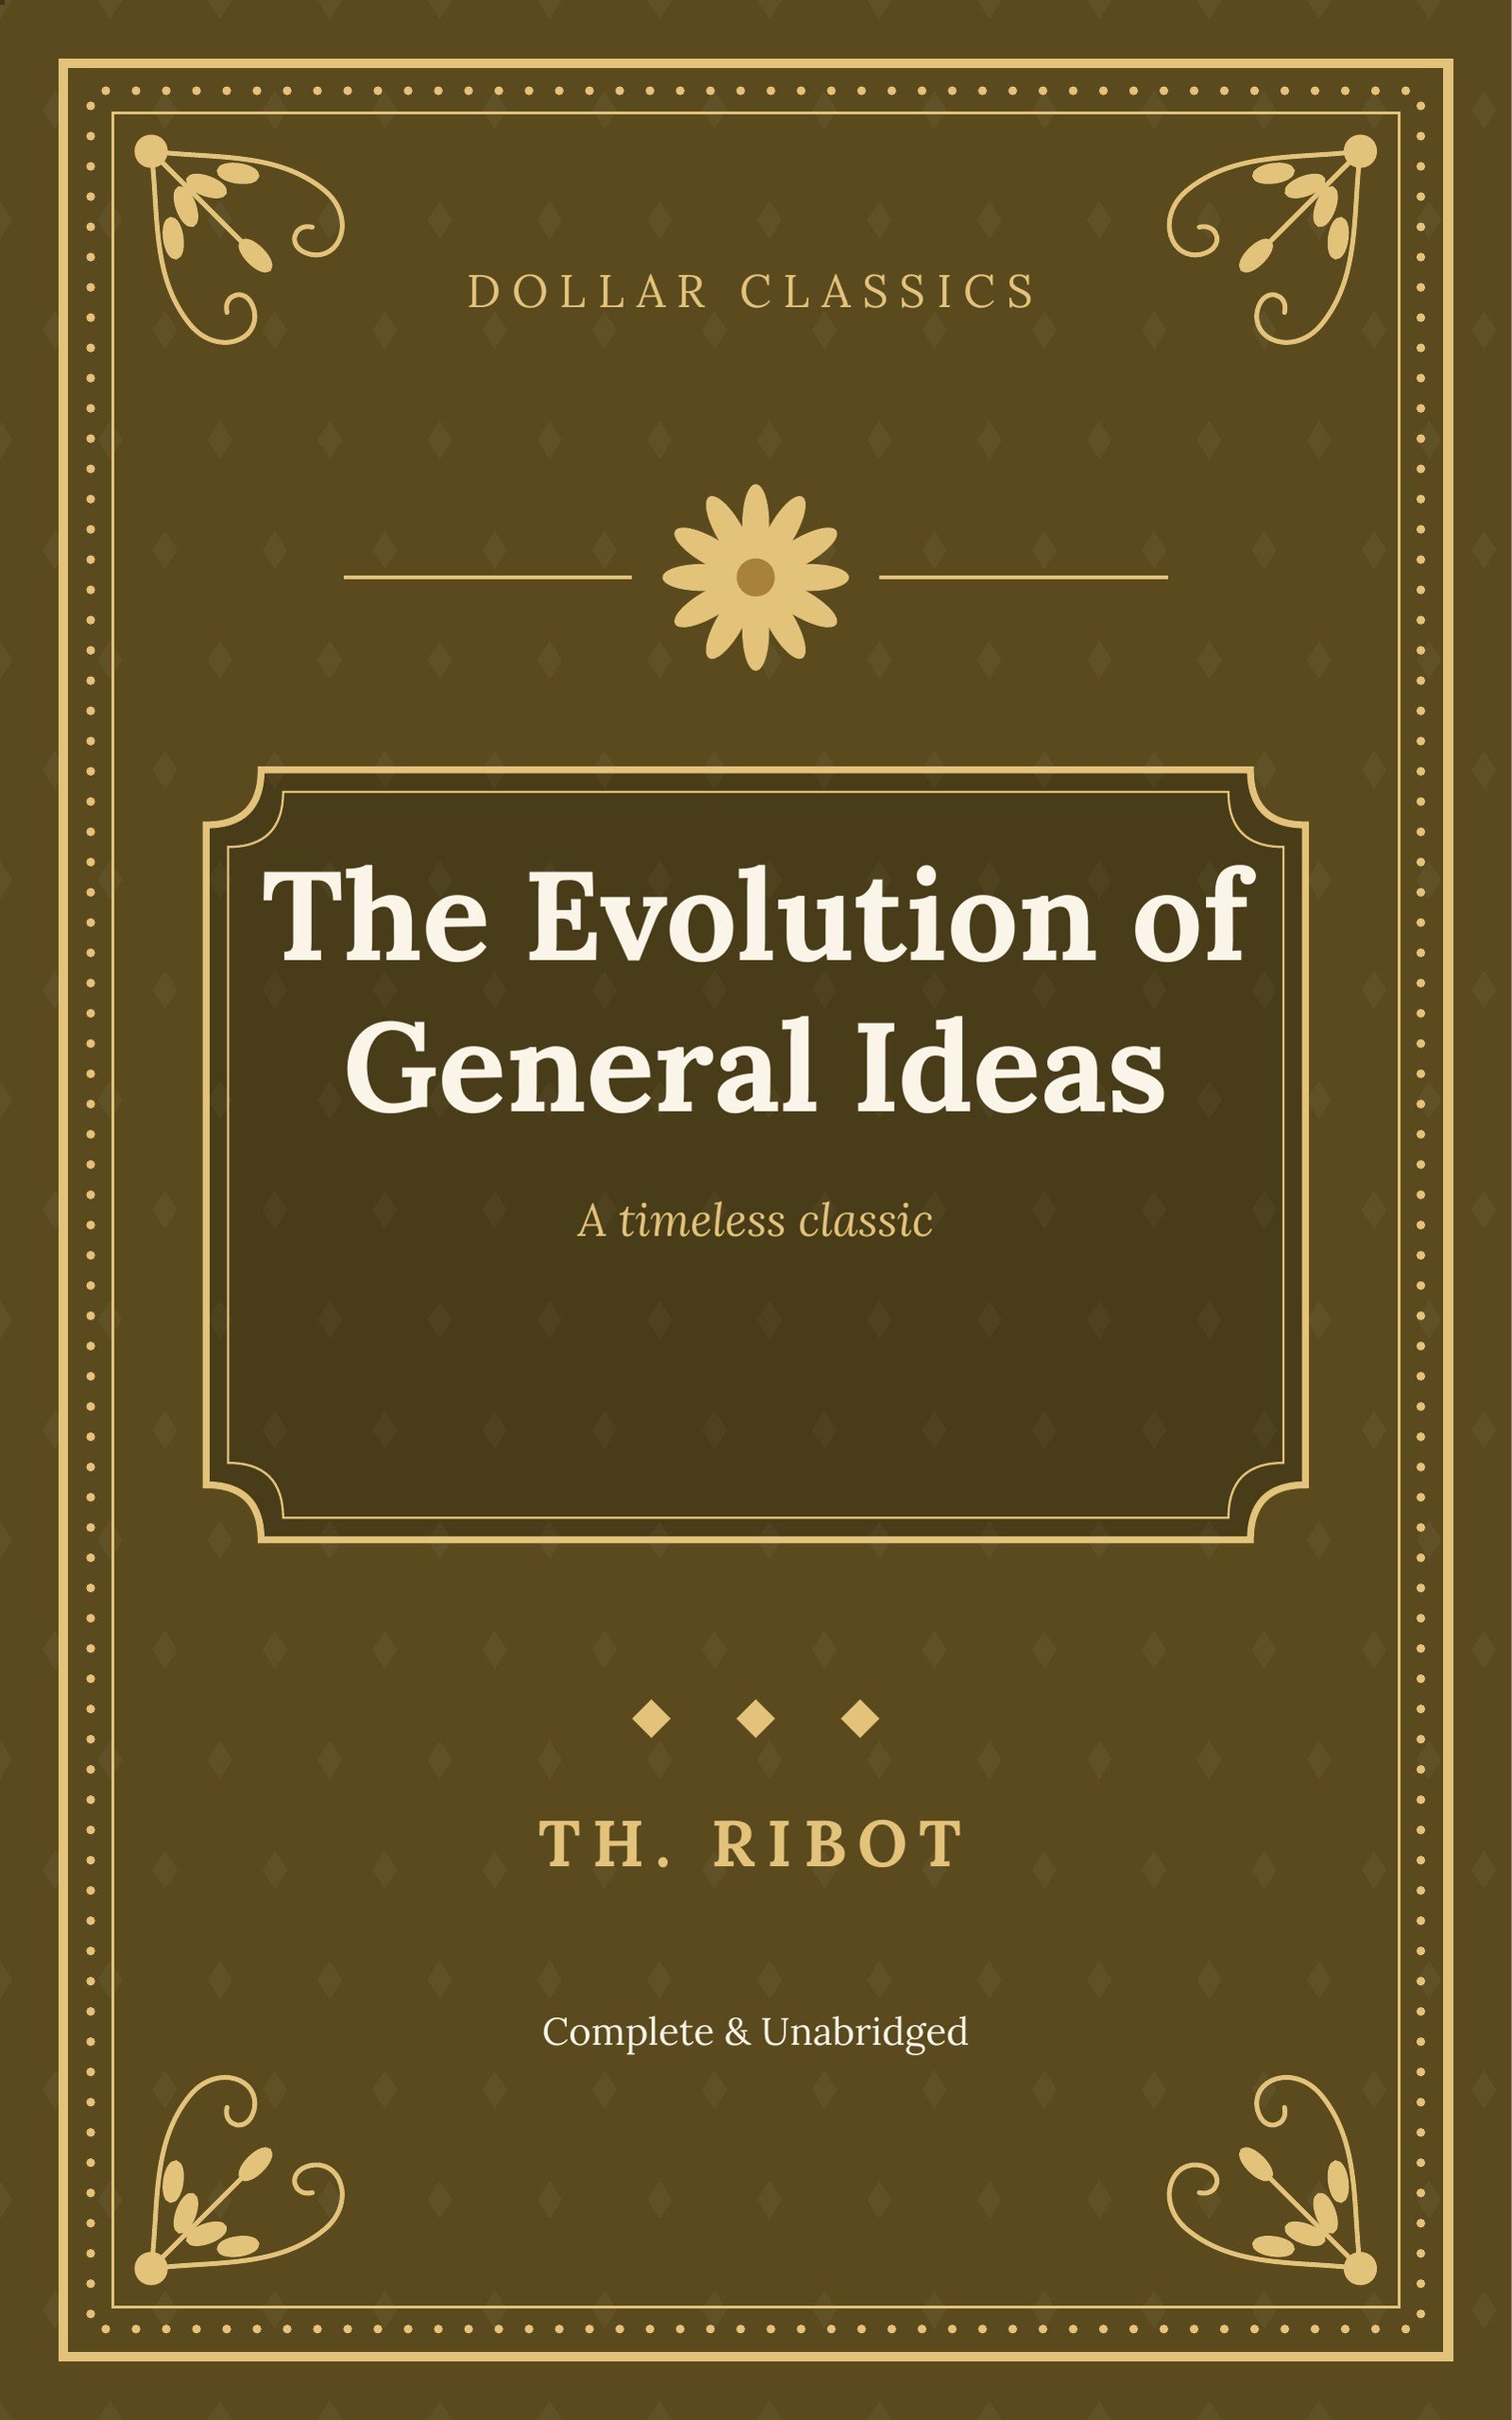 DOLLAR CLASSICS
The Evolution of
General Ideas
A timeless classic
TH. RIBOT
Complete & Unabridged